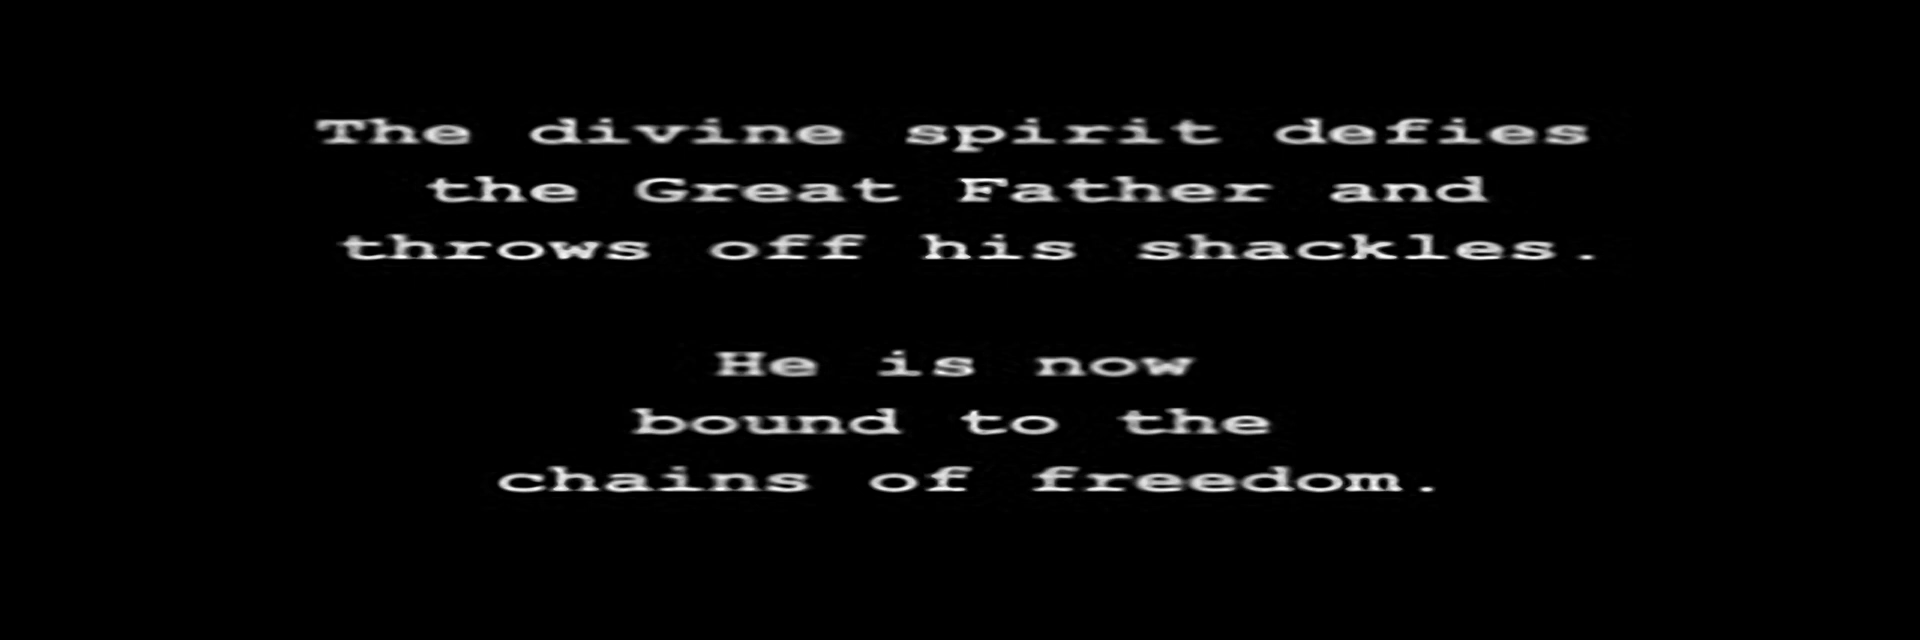 The divine spirit defies
the Great Father and
throws off his shackles.
He is now
bound to the
chains of freedom.